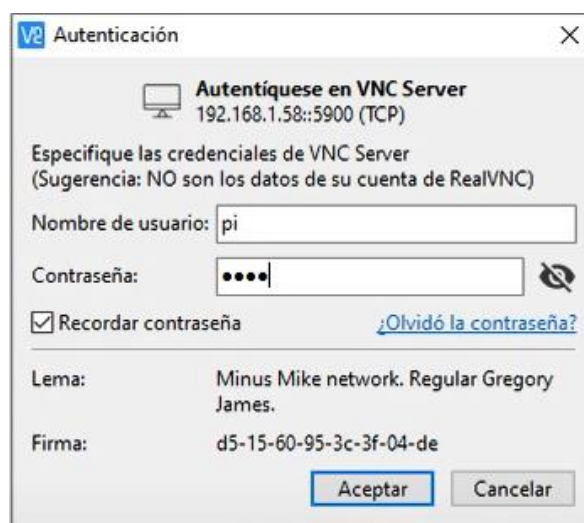 V2 Autenticación
Autentíquese en VNC Server
192.168.1.58::5900 (TCP)
Especifique las credenciales de VNC Server
(Sugerencia: NO son los datos de su cuenta de RealVNC)
Nombre de usuario: pi
Contraseña: ••••
Recordar contraseña ¿Olvidó la contraseña?
Lema: Minus Mike network. Regular Gregory
James.
Firma: d5-15-60-95-3c-3f-04-de
Aceptar Cancelar